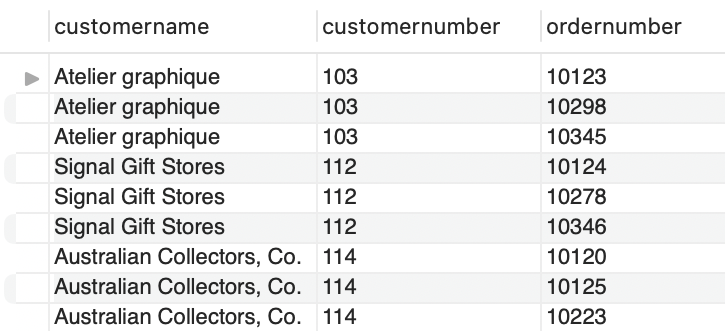 customername customernumber ordernumber
Atelier graphique 103 10123
Atelier graphique 103 10298
Atelier graphique 103 10345
Signal Gift Stores 112 10124
Signal Gift Stores 112 10278
Signal Gift Stores 112 10346
Australian Collectors, Co. 114 10120
Australian Collectors, Co. 114 10125
Australian Collectors, Co. 114 10223